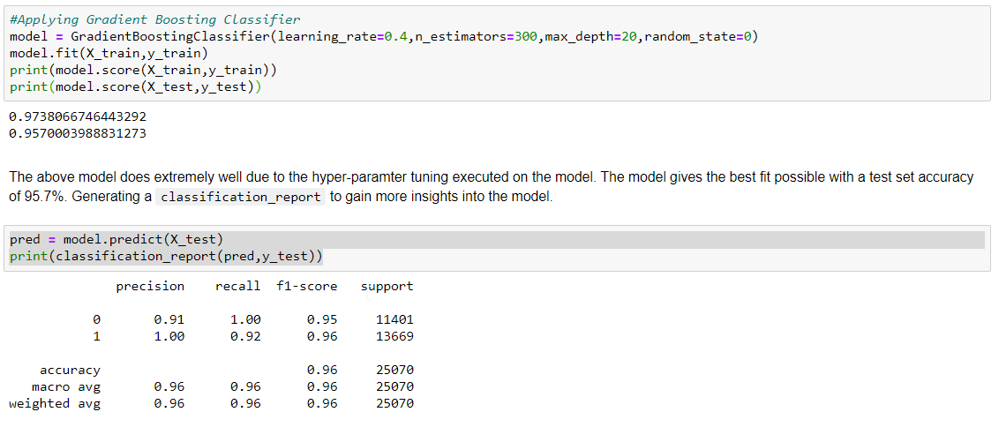 #Applying Gradient Boosting Classifier
model = GradientBoostingClassifier(learning_rate=0.4,n_estimators=300,max_depth=20,random_state=0)
model.fit(X_train,y_train)
print(model.score(X_train,y_train))
print(model.score(X_test,y_test))
0.9738066746443292
0.9570003988831273
The above model does extremely well due to the hyper-paramter tuning executed on the model. The model gives the best fit possible with a test set accuracy
of 95.7%. Generating a classification_report to gain more insights into the model.
pred = model.predict(X_test)
print(classification_report(pred,y_test))
precision recall f1-score support
0 0.91 1.00 0.95 11401
1 1.00 0.92 0.96 13669
accuracy 0.96 25070
macro avg 0.96 0.96 0.96 25070
weighted avg 0.96 0.96 0.96 25070